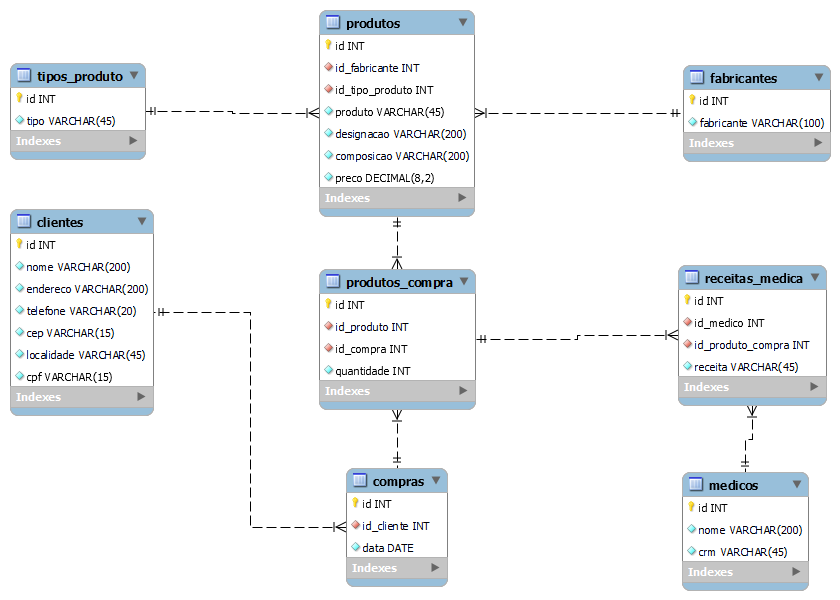 produtos
id INT
id_fabricante INT
id_tipo_produto INT
produto VARCHAR(45)
designacao VARCHAR(200)
composicao VARCHAR(200)
preco DECIMAL(8,2)
Indexes
tipos_produto
id INT
tipo VARCHAR(45)
Indexes
fabricantes
id INT
fabricante VARCHAR(100)
Indexes
clientes
id INT
nome VARCHAR(200)
endereco VARCHAR(200)
telefone VARCHAR(20)
cep VARCHAR(15)
localidade VARCHAR(45)
cpf VARCHAR(15)
Indexes
produtos_compra
id INT
id_produto INT
id_compra INT
quantidade INT
Indexes
receitas_medica
id INT
id_medico INT
id_produto_compra INT
receita VARCHAR(45)
Indexes
compras
id INT
id_cliente INT
data DATE
Indexes
medicos
id INT
nome VARCHAR(200)
crm VARCHAR(45)
Indexes